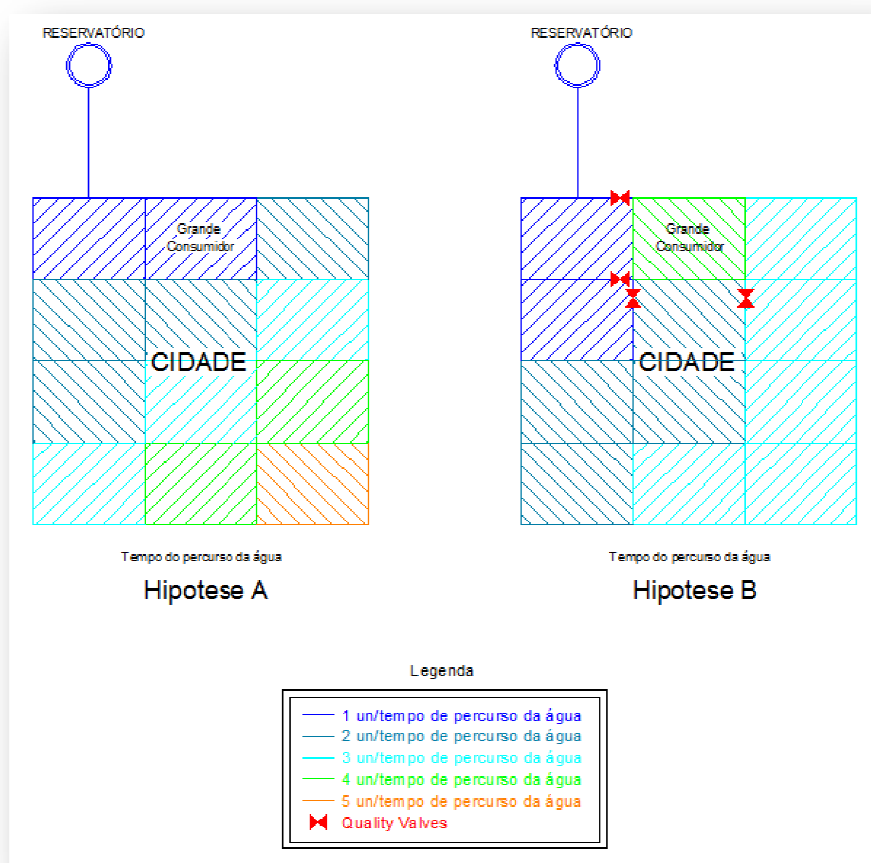 RESERVATÓRIO
Grande
Consumidor
CIDADE
Tempo do percurso da água
Hipotese A
RESERVATÓRIO
Grande
Consumidor
CIDADE
Tempo do percurso da água
Hipotese B
Legenda
1 un/tempo de percurso da água
2 un/tempo de percurso da água
3 un/tempo de percurso da água
4 un/tempo de percurso da água
5 un/tempo de percurso da água
Quality Valves